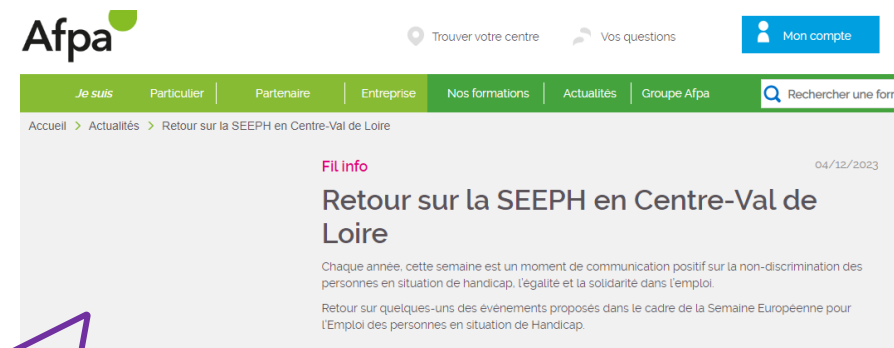 Afpa
Trouver votre centre
Vos questions
Mon compte
Je suis
Particulier
Partenaire
Entreprise
Nos formations
Actualités
Groupe Afpa
Rechercher une for
Accueil > Actualités > Retour sur la SEEPH en Centre-Val de Loire
Fil info
04/12/2023
Retour sur la SEEPH en Centre-Val de
Loire
Chaque année, cette semaine est un moment de communication positif sur la non-discrimination des
personnes en situation de handicap, l'égalité et la solidarité dans l'emploi.
Retour sur quelques-uns des événements proposés dans le cadre de la Semaine Européenne pour
l'Emploi des personnes en situation de Handicap.